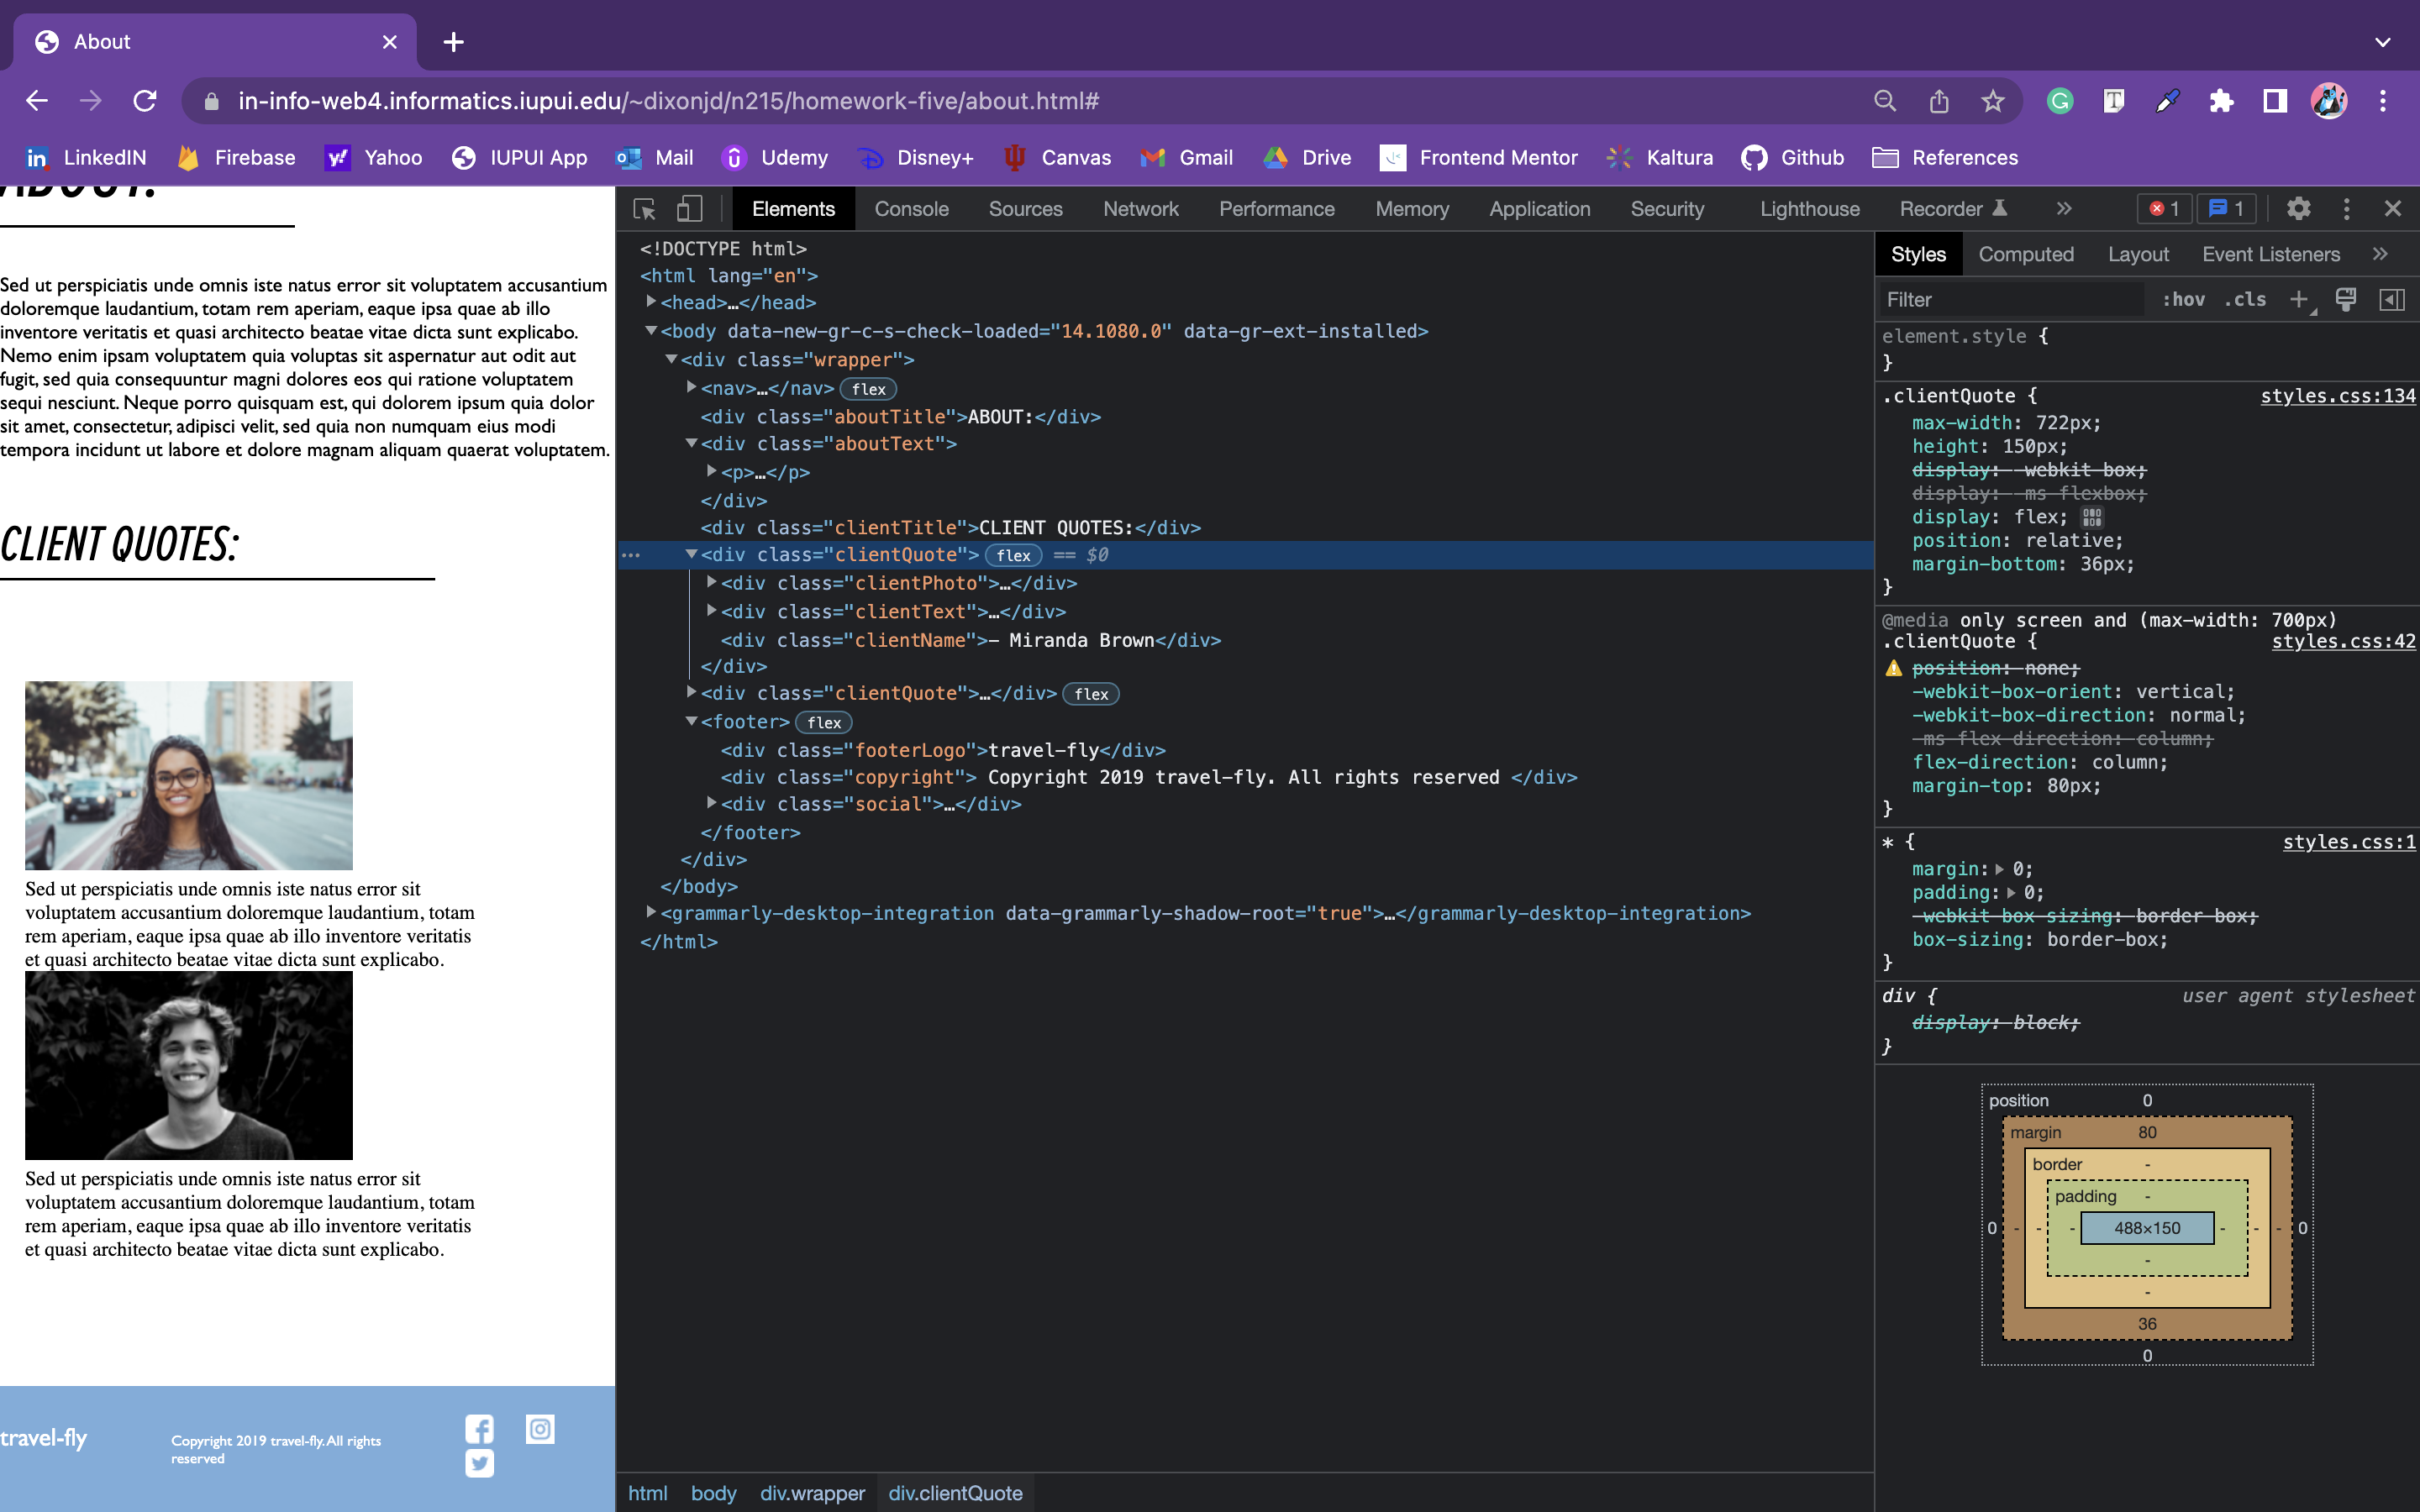 About
in-info-web4.informatics.iupui.edu/~dixonjd/n215/homework-five/about.html#
LinkedIN Firebase Yahoo IUPUI App Mail Udemy Disney+ Canvas Gmail Drive Frontend Mentor Kaltura Github References
ABOUT:
Sed ut perspiciatis unde omnis iste natus error sit voluptatem accusantium
doloremque laudantium, totam rem aperiam, eaque ipsa quae ab illo
inventore veritatis et quasi architecto beatae vitae dicta sunt explicabo.
Nemo enim ipsam voluptatem quia voluptas sit aspernatur aut odit aut
fugit, sed quia consequuntur magni dolores eos qui ratione voluptatem
sequi nesciunt. Neque porro quisquam est, qui dolorem ipsum quia dolor
sit amet, consectetur, adipisci velit, sed quia non numquam eius modi
tempora incidunt ut labore et dolore magnam aliquam quaerat voluptatem.
CLIENT QUOTES:
Sed ut perspiciatis unde omnis iste natus error sit
voluptatem accusantium doloremque laudantium, totam
rem aperiam, eaque ipsa quae ab illo inventore veritatis
et quasi architecto beatae vitae dicta sunt explicabo.
Sed ut perspiciatis unde omnis iste natus error sit
voluptatem accusantium doloremque laudantium, totam
rem aperiam, eaque ipsa quae ab illo inventore veritatis
et quasi architecto beatae vitae dicta sunt explicabo.
travel-fly
Copyright 2019 travel-fly. All rights
reserved
Elements Console Sources Network Performance Memory Application Security Lighthouse Recorder 1 1
<!DOCTYPE html>
<html lang="en">
<head>…</head>
<body data-new-gr-c-s-check-loaded="14.1080.0" data-gr-ext-installed>
<div class="wrapper">
<nav>…</nav> flex
<div class="aboutTitle">ABOUT:</div>
<div class="aboutText">
<p>…</p>
</div>
<div class="clientTitle">CLIENT QUOTES:</div>
<div class="clientQuote"> flex == $0
<div class="clientPhoto">…</div>
<div class="clientText">…</div>
<div class="clientName">– Miranda Brown</div>
</div>
<div class="clientQuote">…</div> flex
<footer> flex
<div class="footerLogo">travel-fly</div>
<div class="copyright"> Copyright 2019 travel-fly. All rights reserved </div>
<div class="social">…</div>
</footer>
</div>
</body>
<grammarly-desktop-integration data-grammarly-shadow-root="true">…</grammarly-desktop-integration>
</html>
html body div.wrapper div.clientQuote
Styles Computed Layout Event Listeners
Filter :hov .cls
element.style {
}
.clientQuote { styles.css:134
max-width: 722px;
height: 150px;
display: -webkit-box;
display: -ms-flexbox;
display: flex;
position: relative;
margin-bottom: 36px;
}
@media only screen and (max-width: 700px)
.clientQuote { styles.css:42
position: none;
-webkit-box-orient: vertical;
-webkit-box-direction: normal;
-ms-flex-direction: column;
flex-direction: column;
margin-top: 80px;
}
* { styles.css:1
margin: 0;
padding: 0;
-webkit-box-sizing: border-box;
box-sizing: border-box;
}
div { user agent stylesheet
display: block;
}
position 0
margin 80
border -
padding -
0 - - - 488×150 - - - 0
-
-
36
0